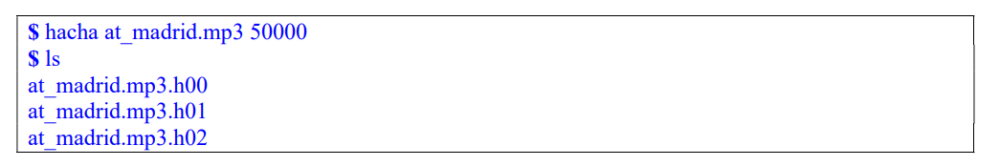 $ hacha at_madrid.mp3 50000
$ ls
at_madrid.mp3.h00
at_madrid.mp3.h01
at_madrid.mp3.h02